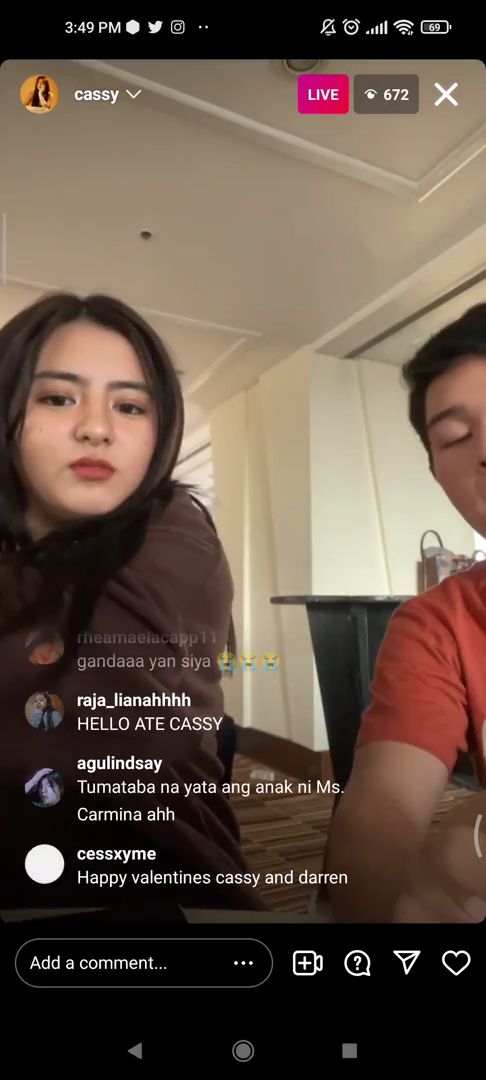 3:49 PM
69
cassy
LIVE
672
rheamaelacapp11
gandaaa yan siya 😭😭😭
raja_lianahhhh
HELLO ATE CASSY
agulindsay
Tumataba na yata ang anak ni Ms.
Carmina ahh
cessxyme
Happy valentines cassy and darren
Add a comment...